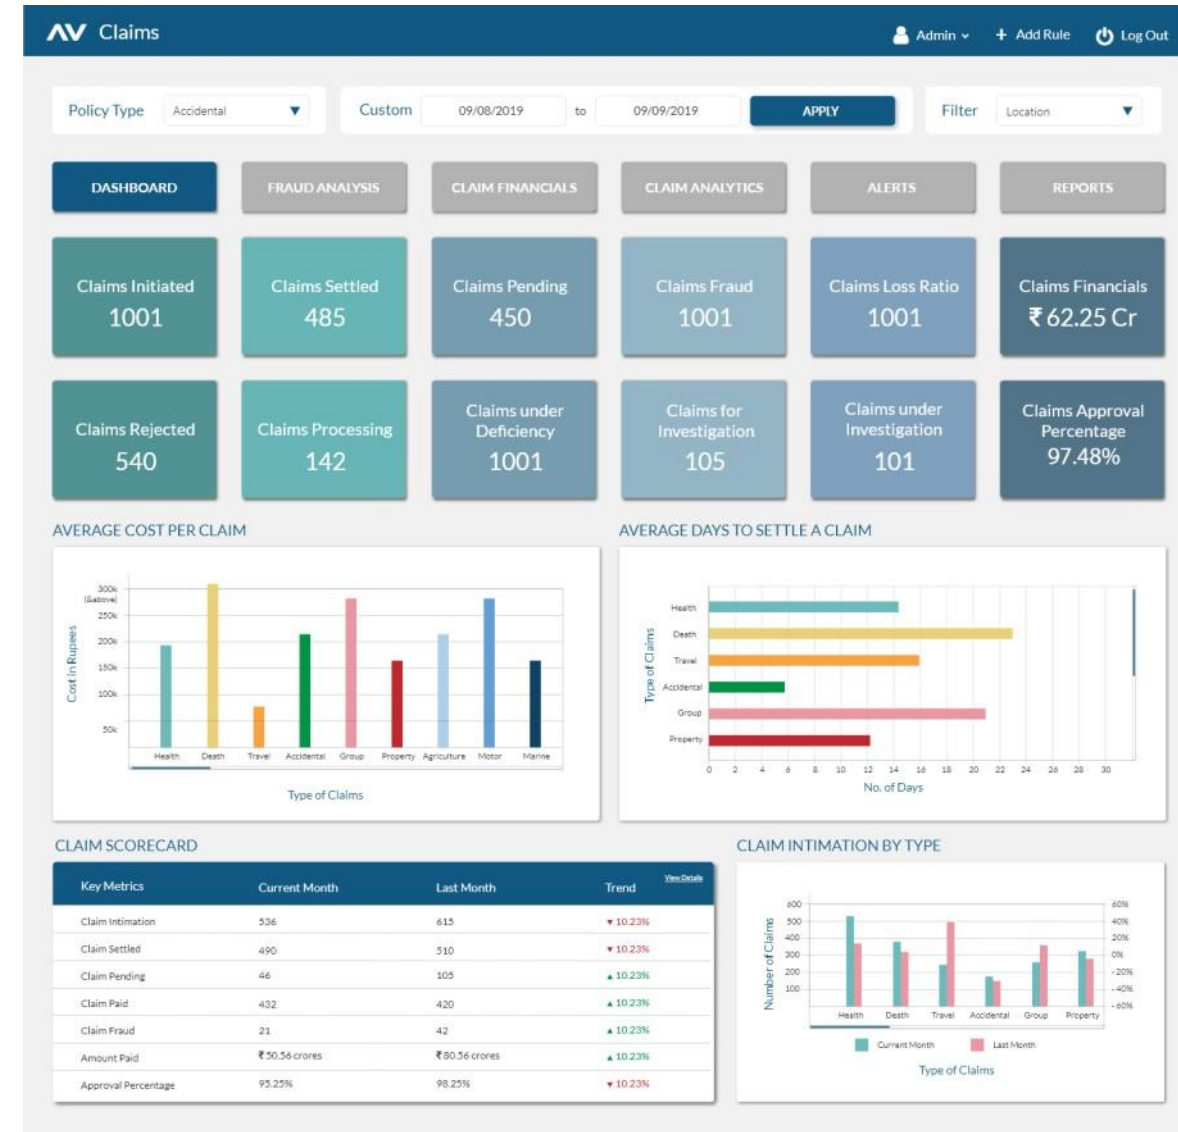 AV Claims
Admin
+ Add Rule
Log Out
Policy Type
Accidental
Custom
09/08/2019
to
09/09/2019
APPLY
Filter
Location
DASHBOARD
FRAUD ANALYSIS
CLAIM FINANCIALS
CLAIM ANALYTICS
ALERTS
REPORTS
Claims Initiated
1001
Claims Settled
485
Claims Pending
450
Claims Fraud
1001
Claims Loss Ratio
1001
Claims Financials
₹ 62.25 Cr
Claims Rejected
540
Claims Processing
142
Claims under
Deficiency
1001
Claims for
Investigation
105
Claims under
Investigation
101
Claims Approval
Percentage
97.48%
AVERAGE COST PER CLAIM
Cost in Rupees
300k
(&above)
250k
200k
150k
100k
50k
Health Death Travel Accidental Group Property Agriculture Motor Marine
Type of Claims
AVERAGE DAYS TO SETTLE A CLAIM
Type of Claims
Health
Death
Travel
Accidental
Group
Property
0 2 4 6 8 10 12 14 16 18 20 22 24 26 28 30
No. of Days
CLAIM SCORECARD
View Details
Key Metrics Current Month Last Month Trend
Claim Intimation 536 615 ▼ 10.23%
Claim Settled 490 510 ▼ 10.23%
Claim Pending 46 105 ▲ 10.23%
Claim Paid 432 420 ▲ 10.23%
Claim Fraud 21 42 ▲ 10.23%
Amount Paid ₹ 50.56 crores ₹ 80.56 crores ▲ 10.23%
Approval Percentage 95.25% 98.25% ▼ 10.23%
CLAIM INTIMATION BY TYPE
Number of Claims
600 60%
500 40%
400 20%
300 0%
200 - 20%
100 - 40%
- 60%
Health Death Travel Accidental Group Property
Current Month Last Month
Type of Claims